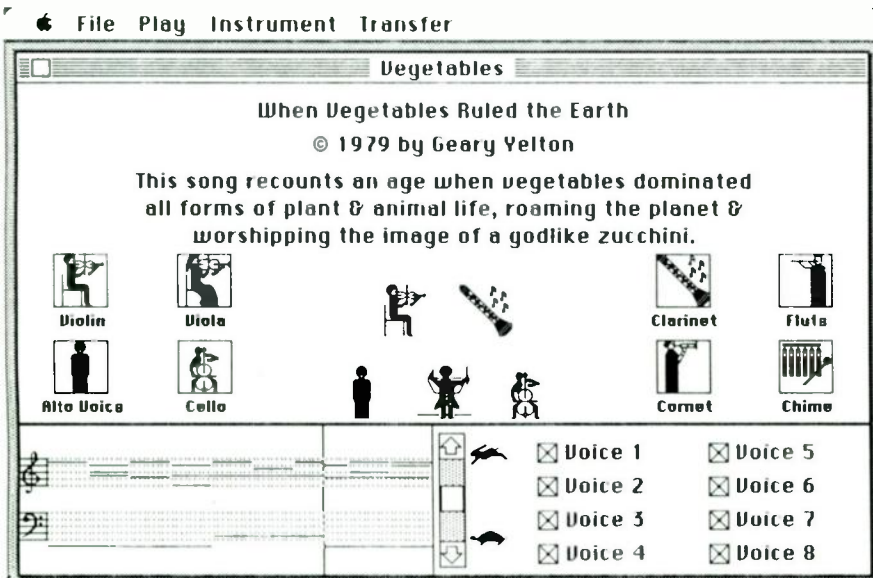 File Play Instrument Transfer
Vegetables
When Vegetables Ruled the Earth
© 1979 by Geary Yelton
This song recounts an age when vegetables dominated
all forms of plant & animal life, roaming the planet &
worshipping the image of a godlike zucchini.
Violin Viola Clarinet Flute
Alto Voice Cello Cornet Chime
Voice 1 Voice 5
Voice 2 Voice 6
Voice 3 Voice 7
Voice 4 Voice 8